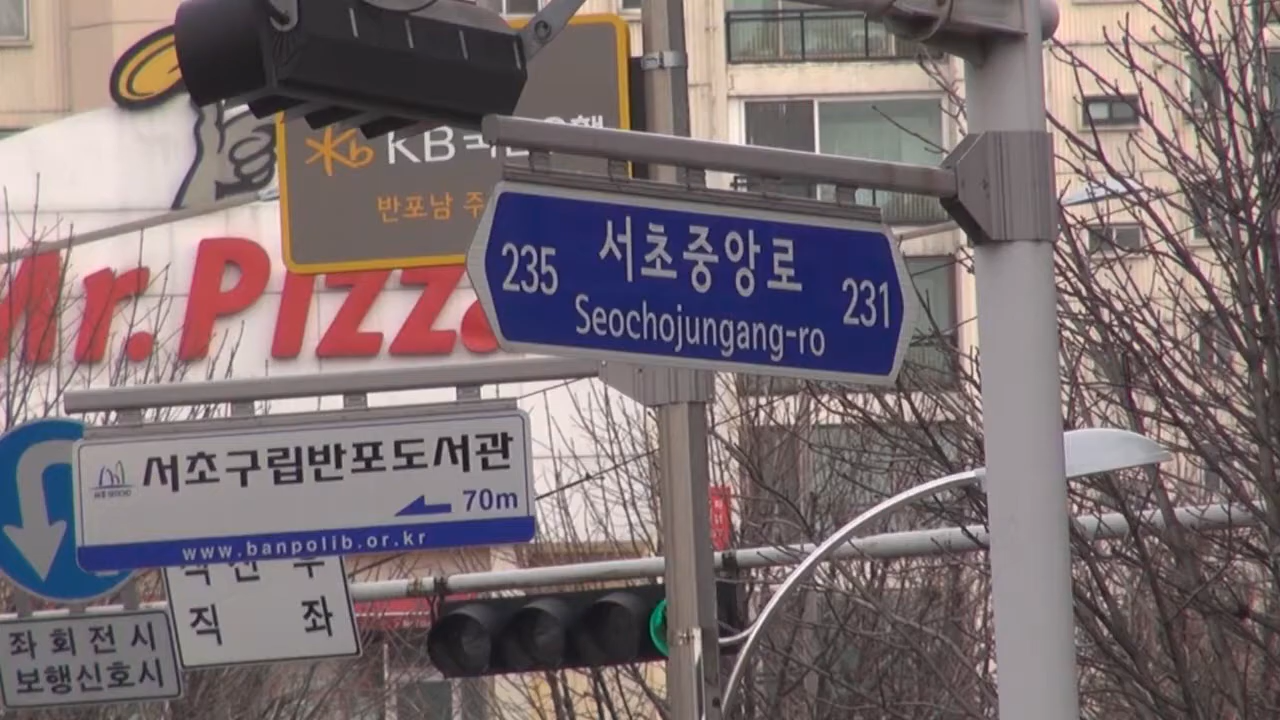 KB
반포남
Mr. Pizza
서초중앙로
235
231
Seochojungang-ro
서초구립반포도서관
70m
www.banpolib.or.kr
직 좌
좌회전시
보행신호시